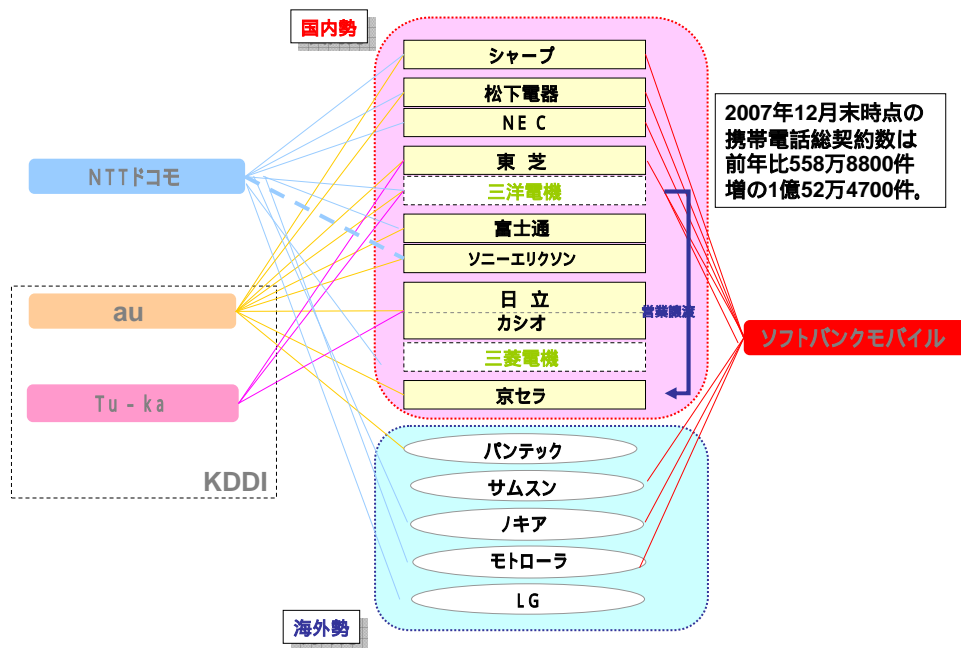 国内勢
シャープ
松下電器
NEC
東 芝
三洋電機
富士通
ソニーエリクソン
日 立
カシオ
三菱電機
京セラ
営業譲渡
2007年12月末時点の
携帯電話総契約数は
前年比558万8800件
増の1億52万4700件。
NTTドコモ
au
Tu-ka
KDDI
ソフトバンクモバイル
パンテック
サムスン
ノキア
モトローラ
LG
海外勢